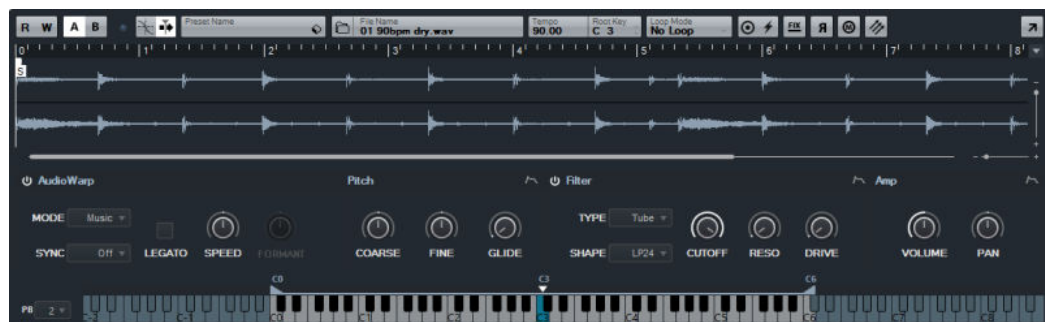 R W A B Preset Name File Name Tempo Root Key Loop Mode FIX R M
01 90bpm dry.wav 90.00 C 3 No Loop
0 1 2 3 4 5 6 7 8
S
AudioWarp Pitch Filter Amp
MODE Music TYPE Tube
SYNC Off LEGATO SPEED FORMANT COARSE FINE GLIDE SHAPE LP24 CUTOFF RESO DRIVE VOLUME PAN
C0 C3 C6
PB 2 C-2 C-1 C0 C1 C2 C3 C4 C5 C6 C7 C8